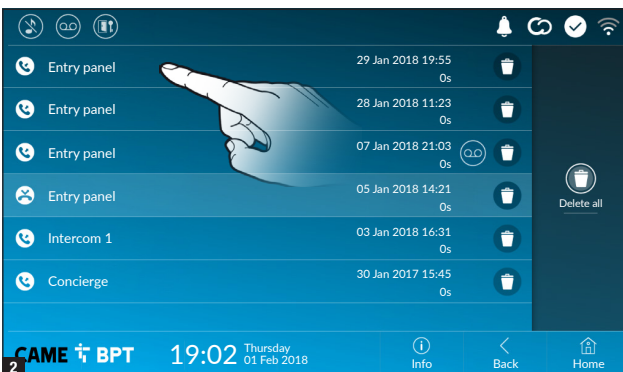 Entry panel 29 Jan 2018 19:55
0s
Entry panel 28 Jan 2018 11:23
0s
Entry panel 07 Jan 2018 21:03
0s
Entry panel 05 Jan 2018 14:21
0s
Delete all
Intercom 1 03 Jan 2018 16:31
0s
Concierge 30 Jan 2017 15:45
0s
CAME BPT 19:02 Thursday
01 Feb 2018
Info Back Home
2